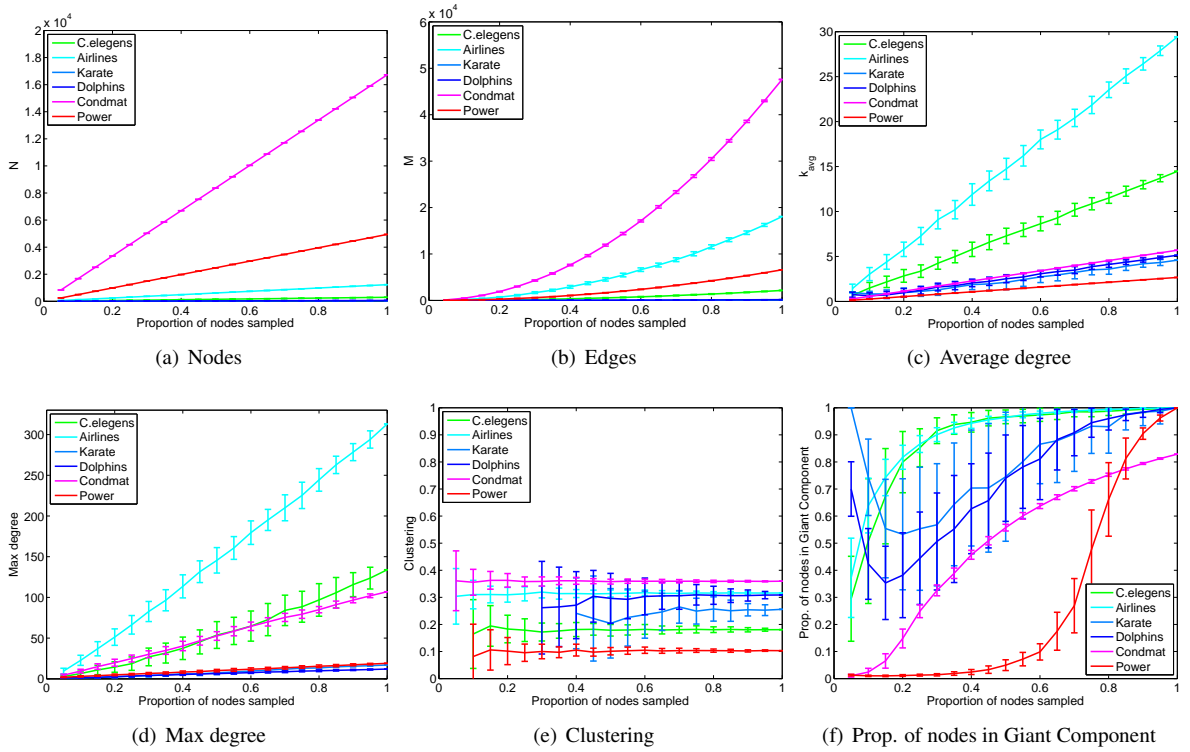 × 10⁴
2
1.8
1.6
1.4
1.2
1
0.8
0.6
0.4
0.2
0
N
0.2 0.4 0.6 0.8 1
Proportion of nodes sampled
C.elegens
Airlines
Karate
Dolphins
Condmat
Power
(a) Nodes
× 10⁴
6
5
4
3
2
1
0
M
0.2 0.4 0.6 0.8 1
Proportion of nodes sampled
C.elegens
Airlines
Karate
Dolphins
Condmat
Power
(b) Edges
30
25
20
15
10
5
0
k_avg
0.2 0.4 0.6 0.8 1
Proportion of nodes sampled
C.elegens
Airlines
Karate
Dolphins
Condmat
Power
(c) Average degree
300
250
200
150
100
50
0
Max degree
0.2 0.4 0.6 0.8 1
Proportion of nodes sampled
C.elegens
Airlines
Karate
Dolphins
Condmat
Power
(d) Max degree
1
0.9
0.8
0.7
0.6
0.5
0.4
0.3
0.2
0.1
0
Clustering
0.2 0.4 0.6 0.8 1
Proportion of nodes sampled
C.elegens
Airlines
Karate
Dolphins
Condmat
Power
(e) Clustering
1
0.9
0.8
0.7
0.6
0.5
0.4
0.3
0.2
0.1
0
Prop. of nodes in Giant Component
0.2 0.4 0.6 0.8 1
Proportion of nodes sampled
C.elegens
Airlines
Karate
Dolphins
Condmat
Power
(f) Prop. of nodes in Giant Component